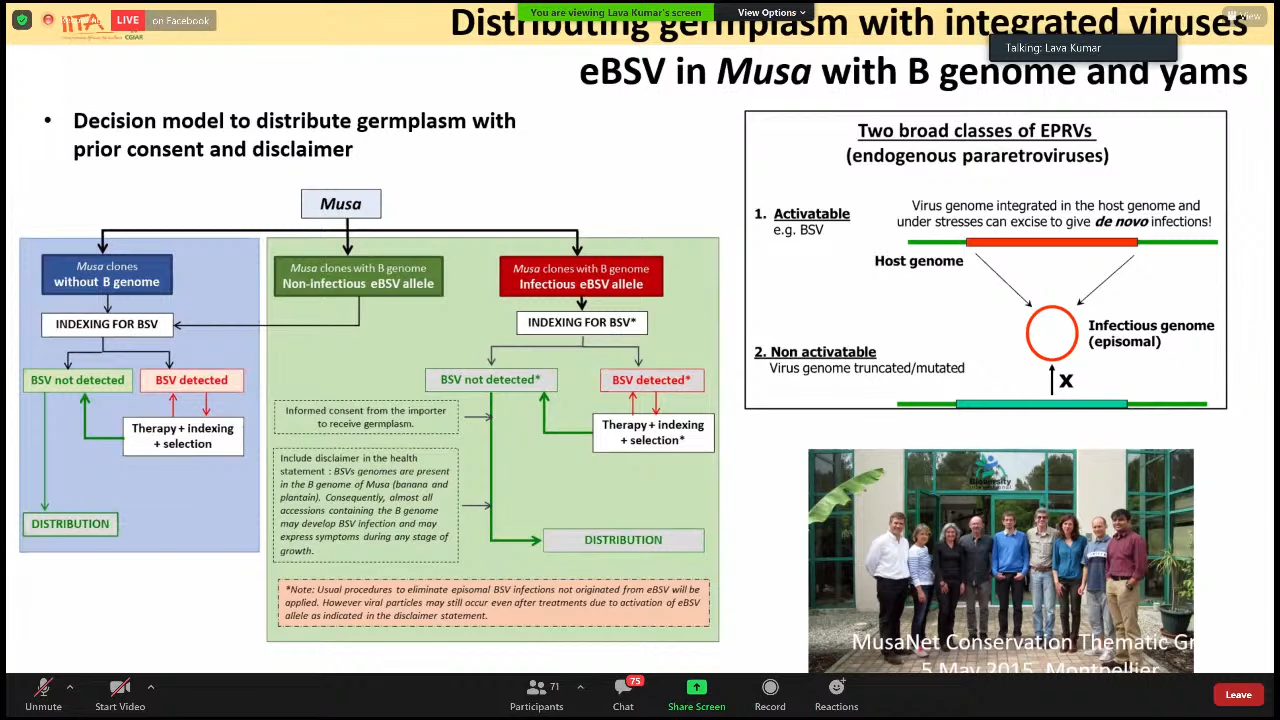 LIVE on Facebook
You are viewing Lava Kumar's screen View Options
View
IITA
CGIAR
Talking: Lava Kumar
Distributing germplasm with integrated viruses
eBSV in Musa with B genome and yams
• Decision model to distribute germplasm with
prior consent and disclaimer
Musa
Musa clones
without B genome
Musa clones with B genome
Non-infectious eBSV allele
Musa clones with B genome
Infectious eBSV allele
INDEXING FOR BSV
INDEXING FOR BSV*
BSV not detected
BSV detected
BSV not detected*
BSV detected*
Therapy + indexing
+ selection
Therapy + indexing
+ selection*
Informed consent from the importer
to receive germplasm.
Include disclaimer in the health
statement : BSVs genomes are present
in the B genome of Musa (banana and
plantain). Consequently, almost all
accessions containing the B genome
may develop BSV infection and may
express symptoms during any stage of
growth.
DISTRIBUTION
DISTRIBUTION
*Note: Usual procedures to eliminate episomal BSV infections not originated from eBSV will be
applied. However viral particles may still occur even after treatments due to activation of eBSV
allele as indicated in the disclaimer statement.
Two broad classes of EPRVs
(endogenous pararetroviruses)
1. Activatable
e.g. BSV
Virus genome integrated in the host genome and
under stresses can excise to give de novo infections!
Host genome
Infectious genome
(episomal)
2. Non activatable
Virus genome truncated/mutated
X
Bioversity
MusaNet Conservation Thematic Gr
5 May 2015, Montpellier
Unmute
Start Video
71
Participants
75
Chat
Share Screen
Record
Reactions
Leave